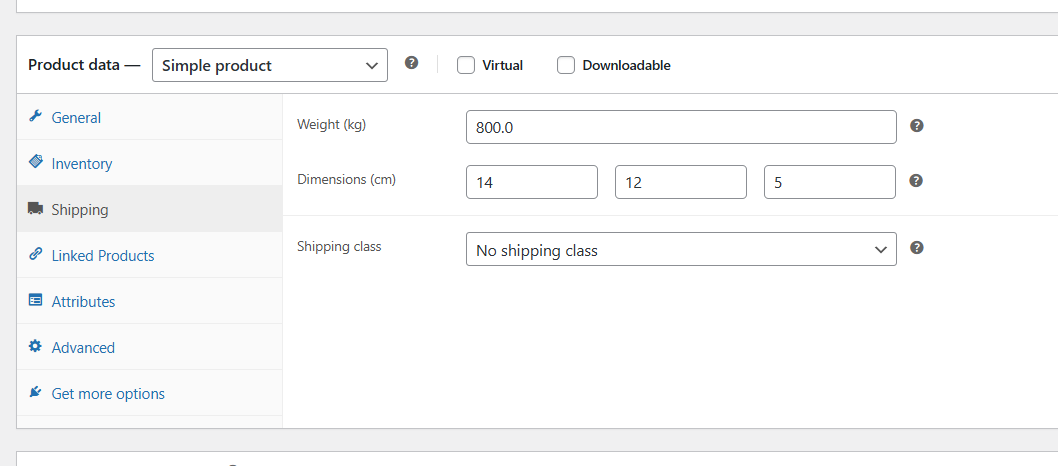 Product data — Simple product Virtual Downloadable
General
Inventory
Shipping
Linked Products
Attributes
Advanced
Get more options
Weight (kg) 800.0
Dimensions (cm) 14 12 5
Shipping class No shipping class